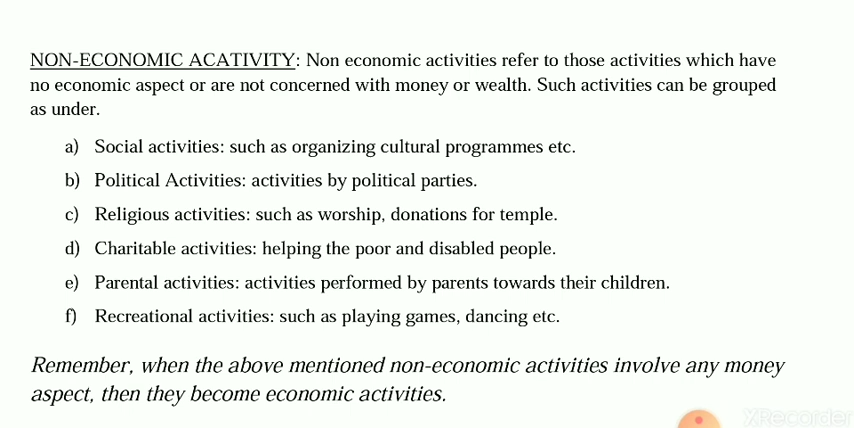 NON-ECONOMIC ACATIVITY: Non economic activities refer to those activities which have
no economic aspect or are not concerned with money or wealth. Such activities can be grouped
as under.
a) Social activities: such as organizing cultural programmes etc.
b) Political Activities: activities by political parties.
c) Religious activities: such as worship, donations for temple.
d) Charitable activities: helping the poor and disabled people.
e) Parental activities: activities performed by parents towards their children.
f) Recreational activities: such as playing games, dancing etc.
Remember, when the above mentioned non-economic activities involve any money
aspect, then they become economic activities.
XRecorder